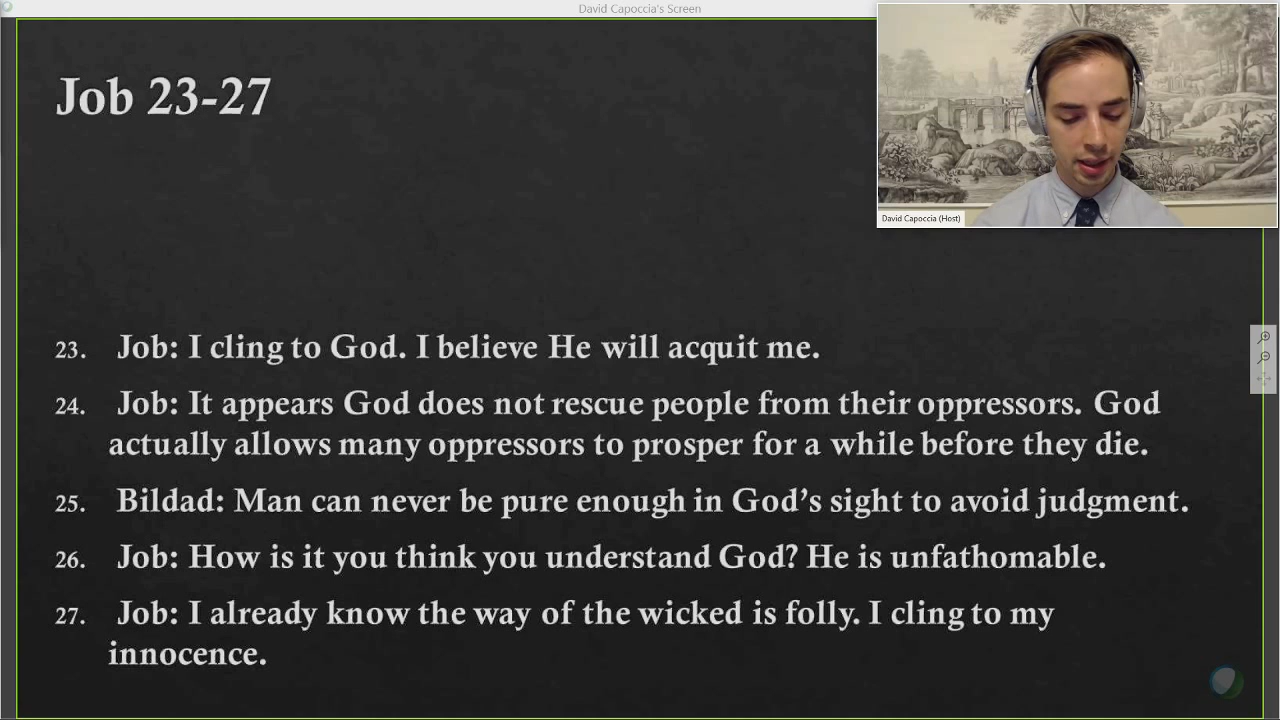 David Capoccia's Screen
Job 23-27
David Capoccia (Host)
23. Job: I cling to God. I believe He will acquit me.
24. Job: It appears God does not rescue people from their oppressors. God
actually allows many oppressors to prosper for a while before they die.
25. Bildad: Man can never be pure enough in God’s sight to avoid judgment.
26. Job: How is it you think you understand God? He is unfathomable.
27. Job: I already know the way of the wicked is folly. I cling to my
innocence.